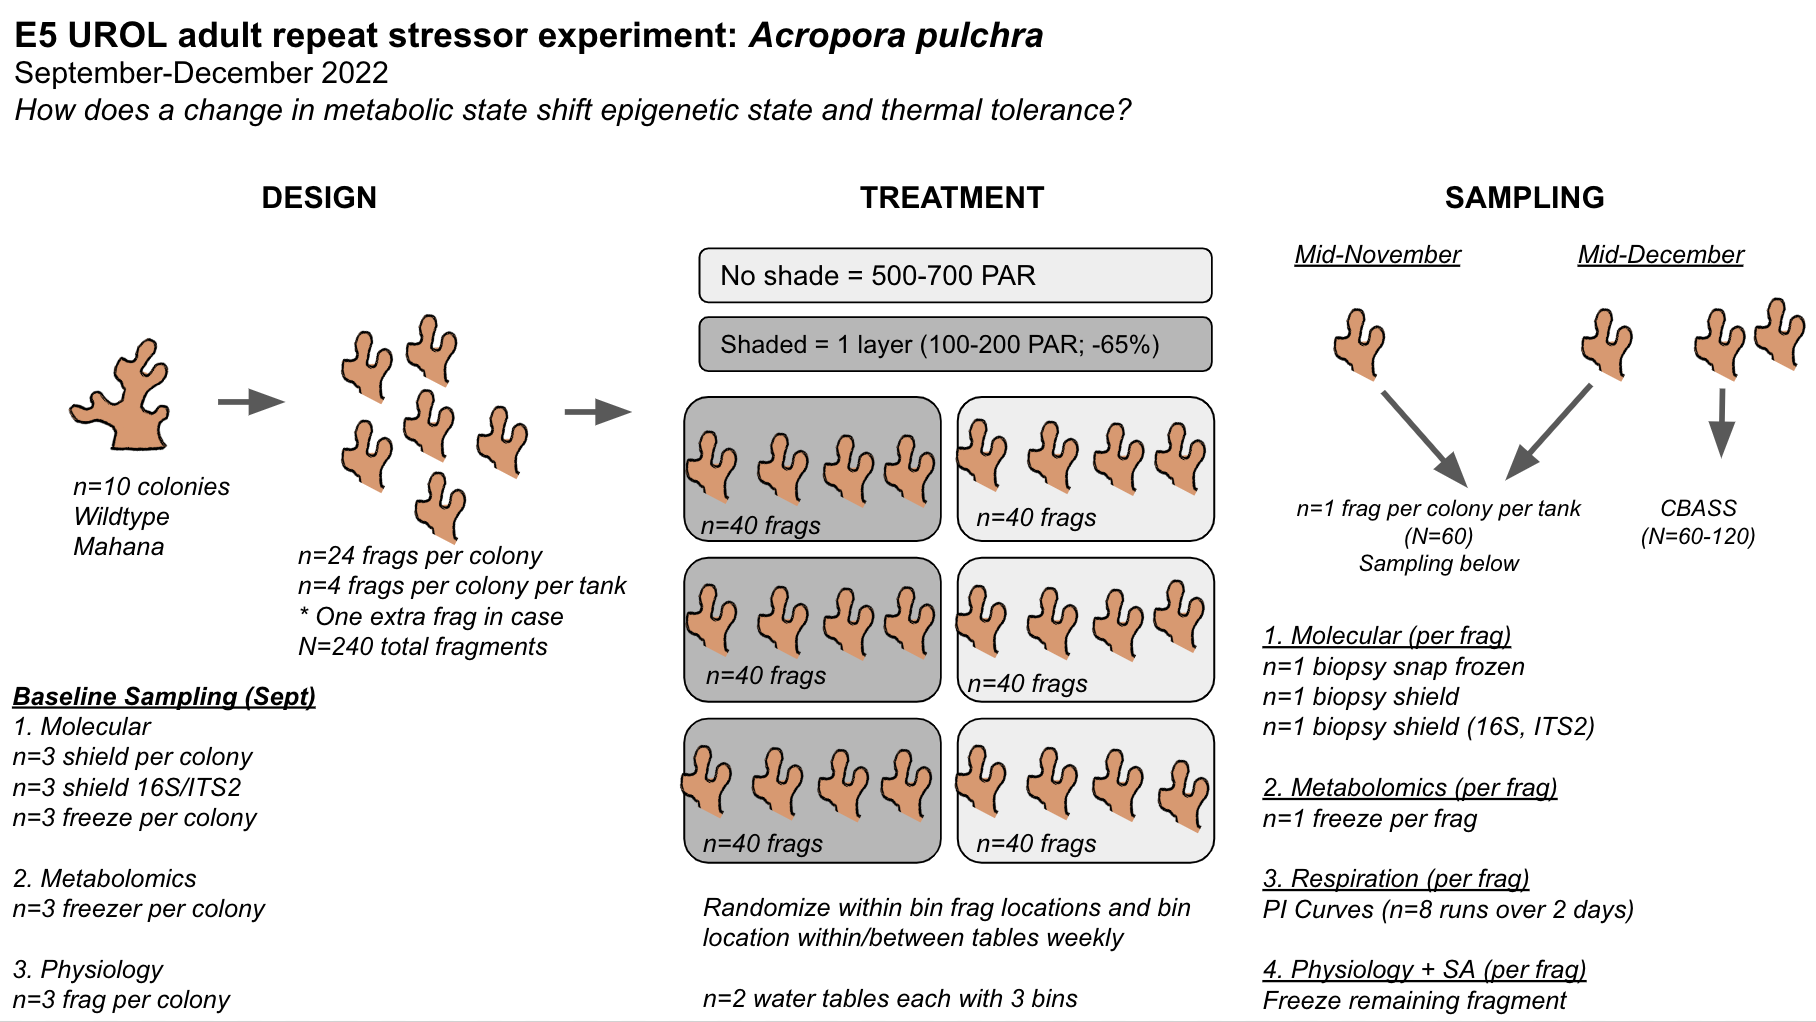 E5 UROL adult repeat stressor experiment: Acropora pulchra
September-December 2022
How does a change in metabolic state shift epigenetic state and thermal tolerance?
DESIGN
n=10 colonies
Wildtype
Mahana
n=24 frags per colony
n=4 frags per colony per tank
* One extra frag in case
N=240 total fragments
Baseline Sampling (Sept)
1. Molecular
n=3 shield per colony
n=3 shield 16S/ITS2
n=3 freeze per colony
2. Metabolomics
n=3 freezer per colony
3. Physiology
n=3 frag per colony
TREATMENT
No shade = 500-700 PAR
Shaded = 1 layer (100-200 PAR; -65%)
n=40 frags
n=40 frags
n=40 frags
n=40 frags
n=40 frags
n=40 frags
Randomize within bin frag locations and bin
location within/between tables weekly
n=2 water tables each with 3 bins
SAMPLING
Mid-November
Mid-December
n=1 frag per colony per tank
(N=60)
Sampling below
CBASS
(N=60-120)
1. Molecular (per frag)
n=1 biopsy snap frozen
n=1 biopsy shield
n=1 biopsy shield (16S, ITS2)
2. Metabolomics (per frag)
n=1 freeze per frag
3. Respiration (per frag)
PI Curves (n=8 runs over 2 days)
4. Physiology + SA (per frag)
Freeze remaining fragment